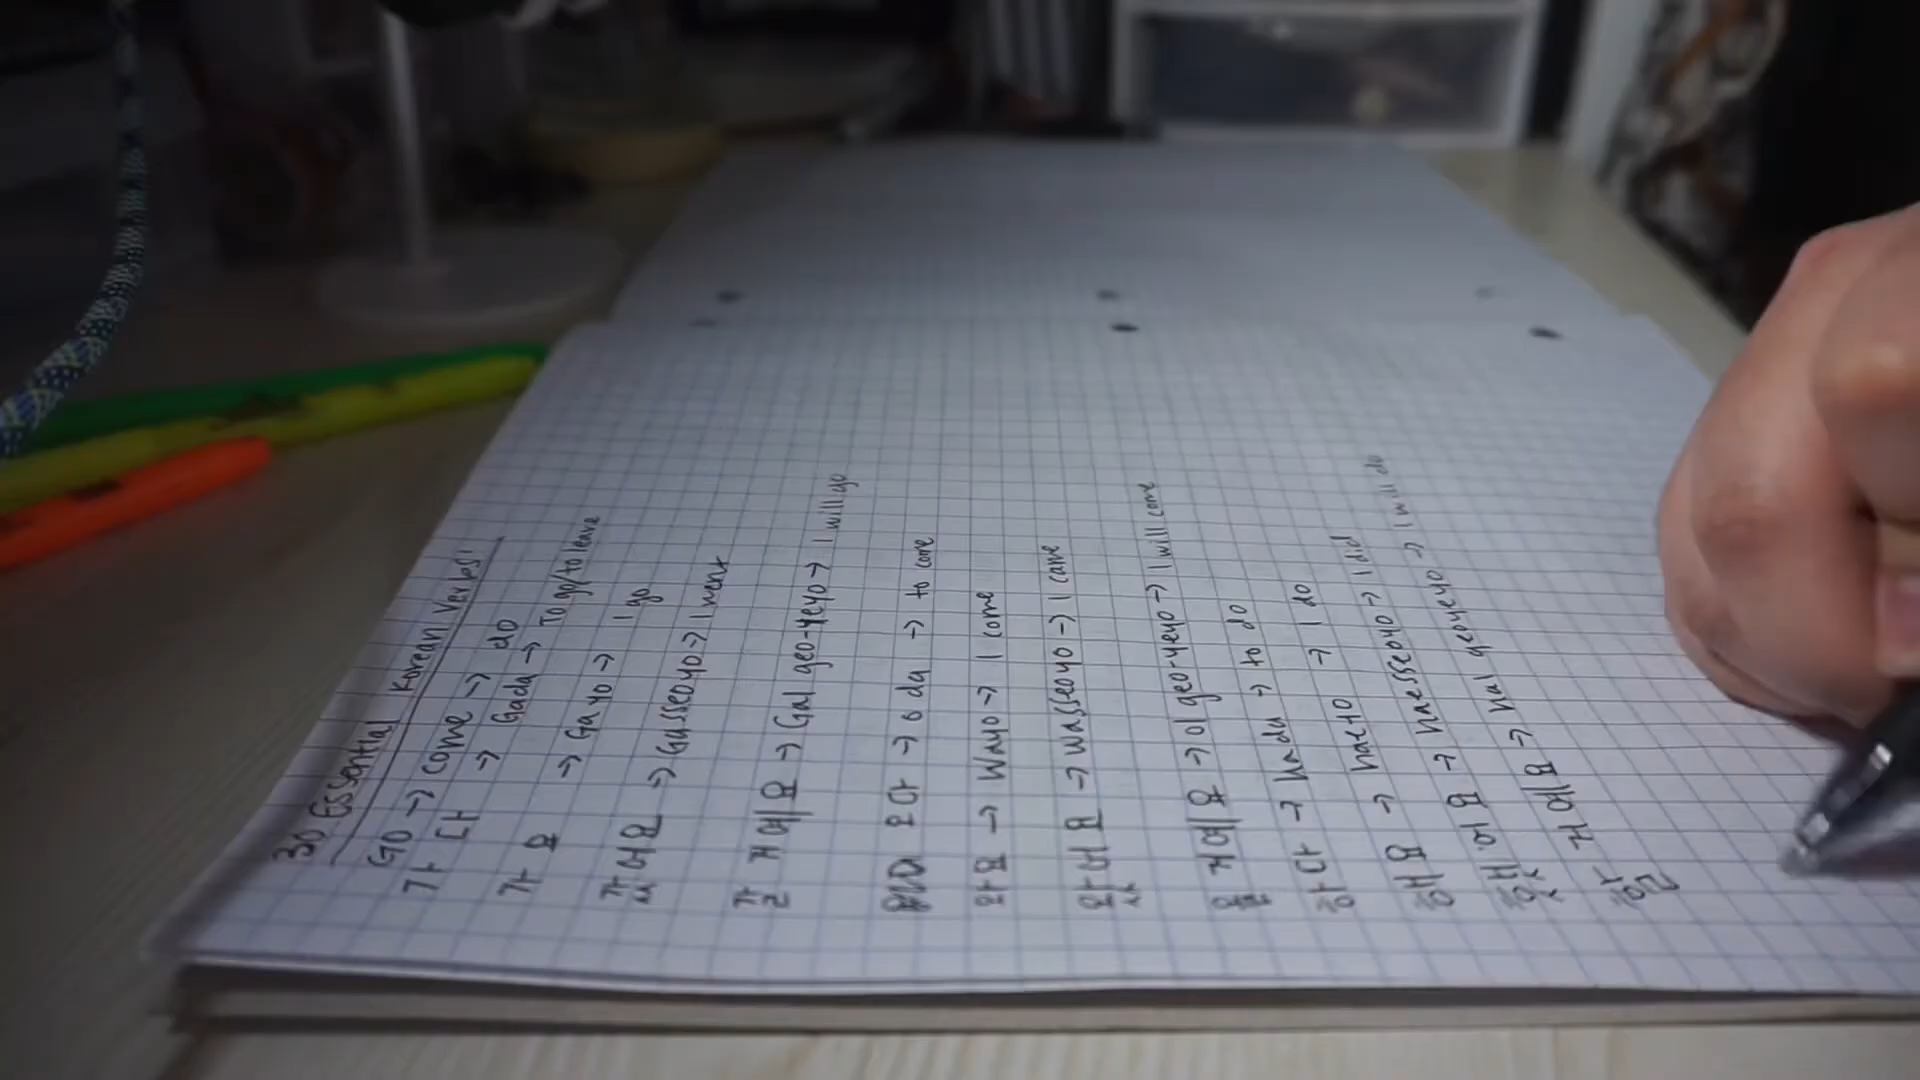 30 Essential Korean Verbs!
GO -> come -> do
가 다 -> Gada -> To go/to leave
가 요 -> Gayo -> I go
갔 어 요 -> Gasseoyo -> I went
갈 거 예 요 -> Gal geo-yeyo -> I will go
오 다 -> o da -> to come
와 요 -> Wayo -> I come
왔 어 요 -> wasseoyo -> I came
올 거 예 요 -> ol geo-yeyo -> I will come
하 다 -> hada -> to do
해 요 -> haeyo -> I do
했 어 요 -> haesseoyo -> I did
할 거 예 요 -> hal geoyeyo -> I will do